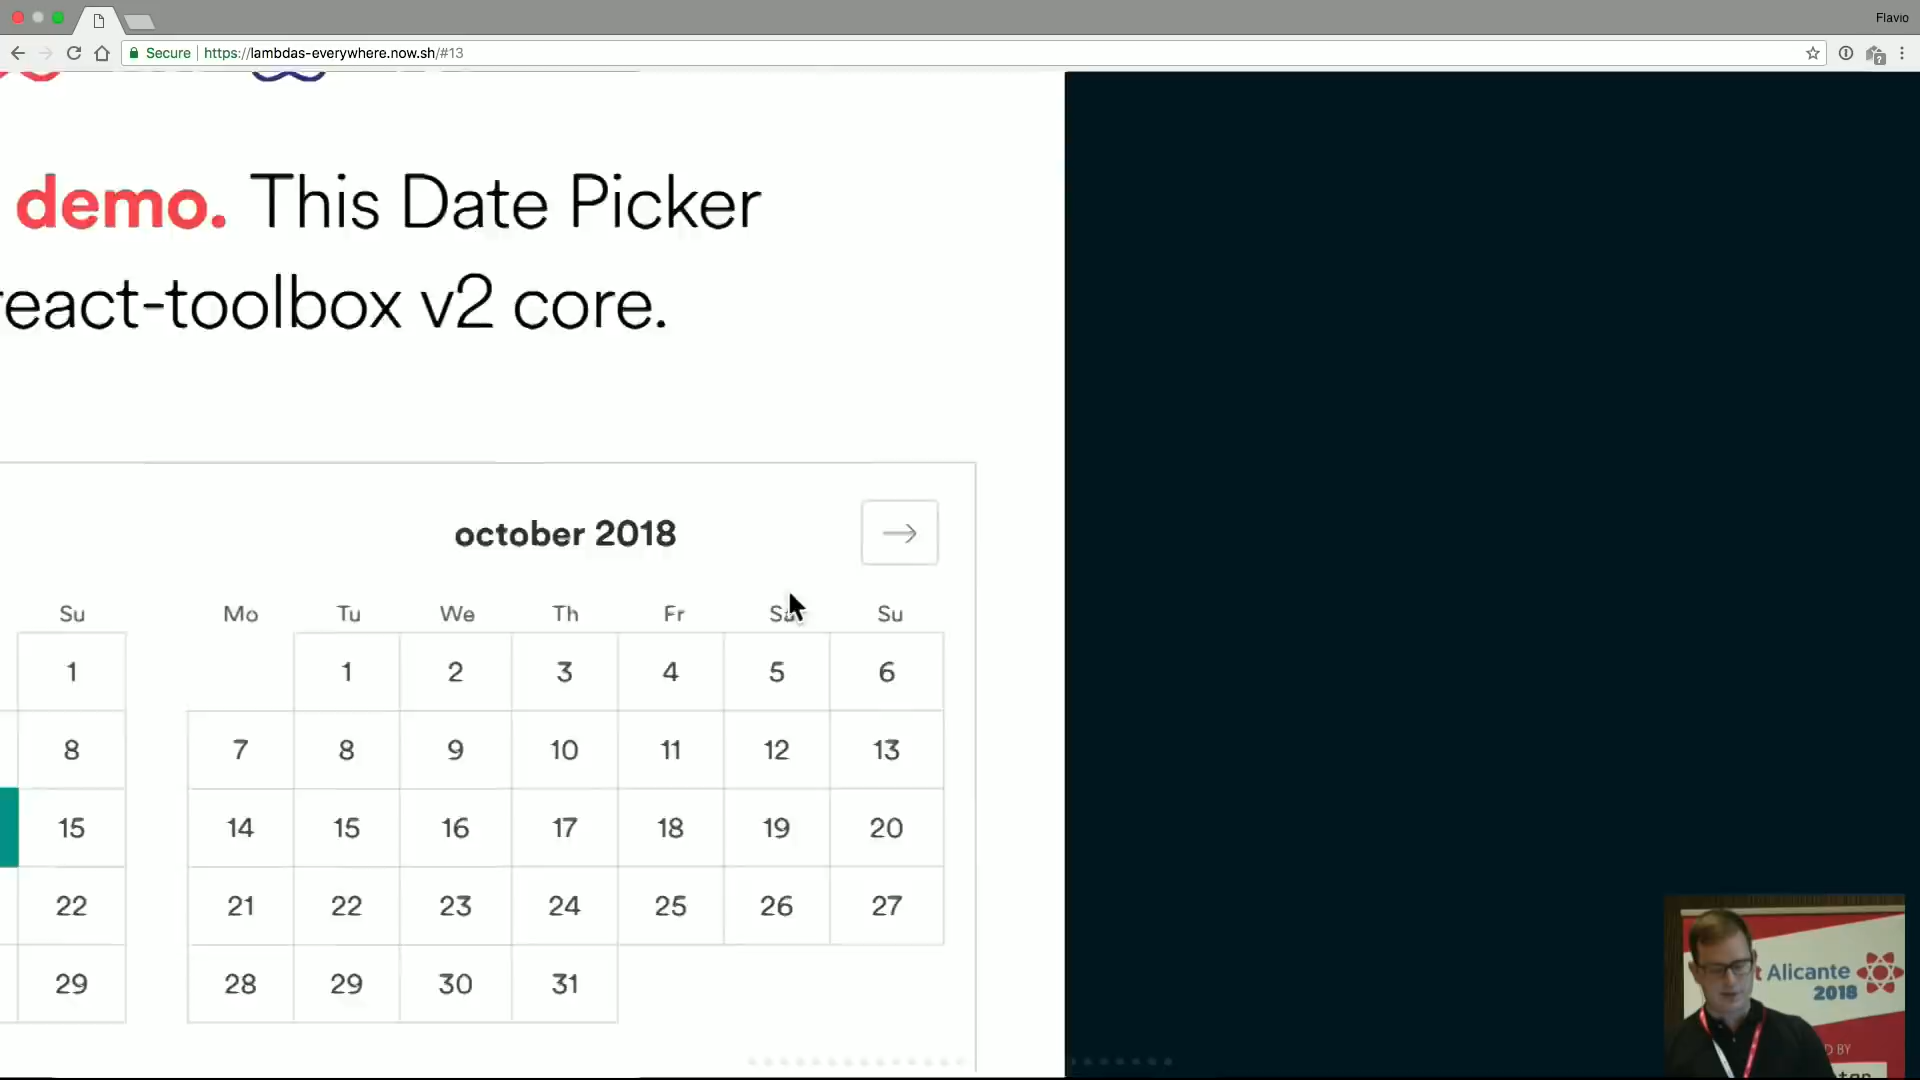 Flavio
Secure https://lambdas-everywhere.now.sh/#13
demo. This Date Picker
react-toolbox v2 core.
october 2018
Su Mo Tu We Th Fr Sa Su
1 1 2 3 4 5 6
8 7 8 9 10 11 12 13
15 14 15 16 17 18 19 20
22 21 22 23 24 25 26 27
29 28 29 30 31
Alicante
2018
D BY